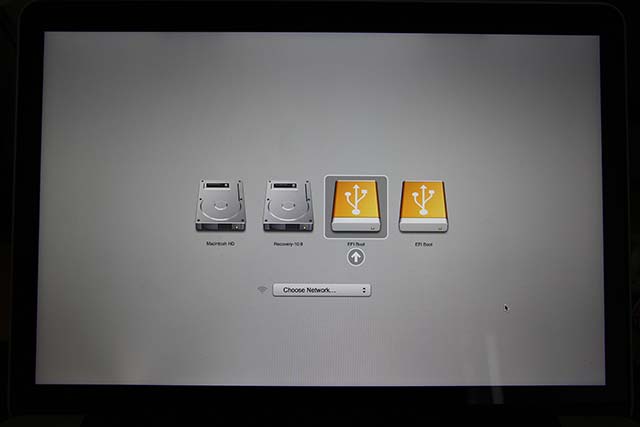 Macintosh HD
Recovery-10.9
EFI Boot
EFI Boot
Choose Network...